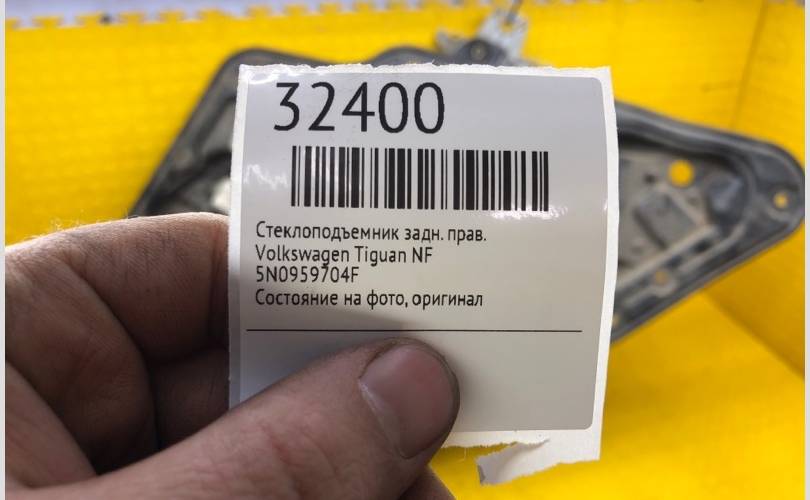 32400
Стеклоподъемник задн. прав.
Volkswagen Tiguan NF
5N0959704F
Состояние на фото, оригинал